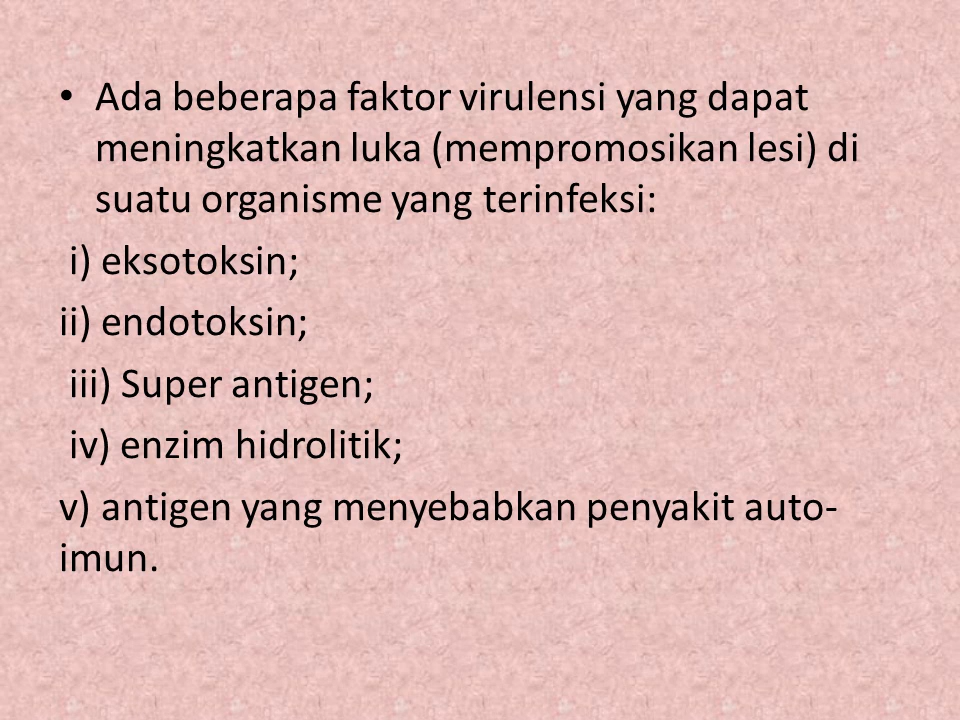 • Ada beberapa faktor virulensi yang dapat
meningkatkan luka (mempromosikan lesi) di
suatu organisme yang terinfeksi:
i) eksotoksin;
ii) endotoksin;
iii) Super antigen;
iv) enzim hidrolitik;
v) antigen yang menyebabkan penyakit auto-
imun.